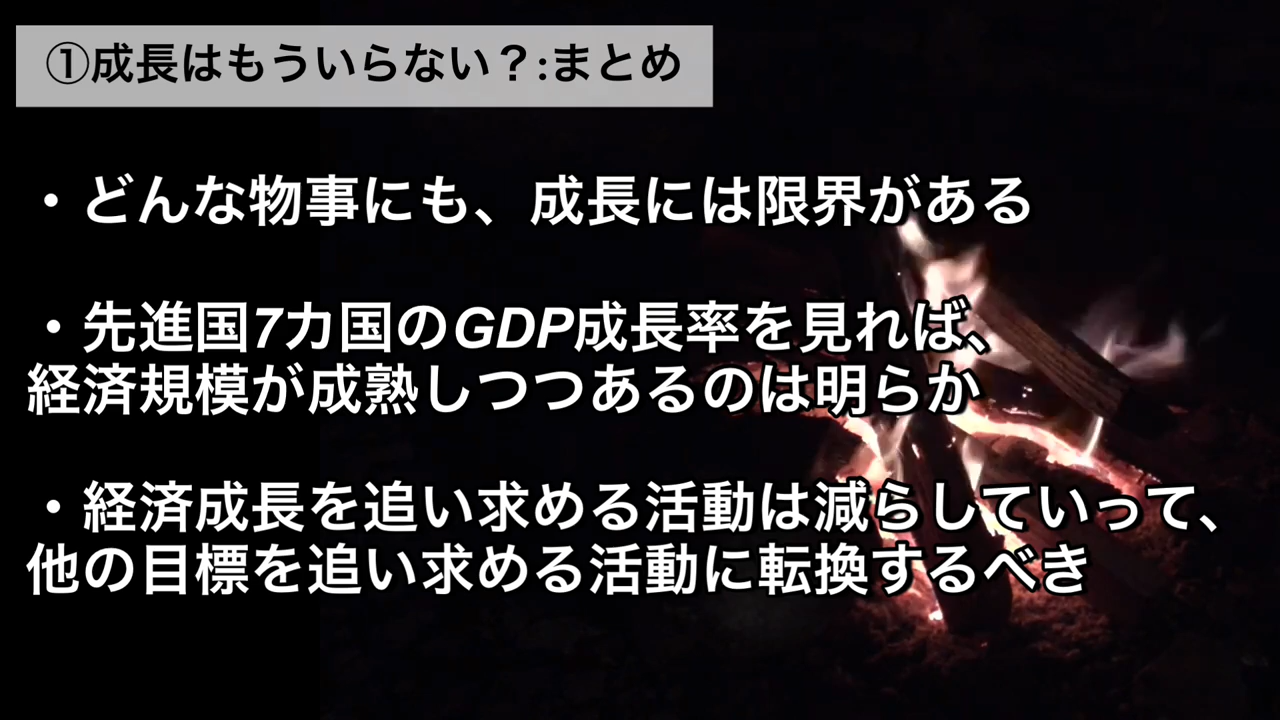 ①成長はもういらない？:まとめ
・どんな物事にも、成長には限界がある
・先進国7カ国のGDP成長率を見れば、
経済規模が成熟しつつあるのは明らか
・経済成長を追い求める活動は減らしていって、
他の目標を追い求める活動に転換するべき